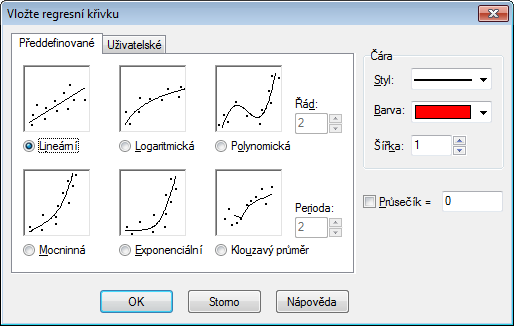 Vložte regresní křivku
Předdefinované
Uživatelské
Lineární
Logaritmická
Polynomická
Řád:
2
Mocninná
Exponenciální
Klouzavý průměr
Perioda:
2
Čára
Styl:
Barva:
Šířka:
1
Průsečík =
0
OK
Storno
Nápověda